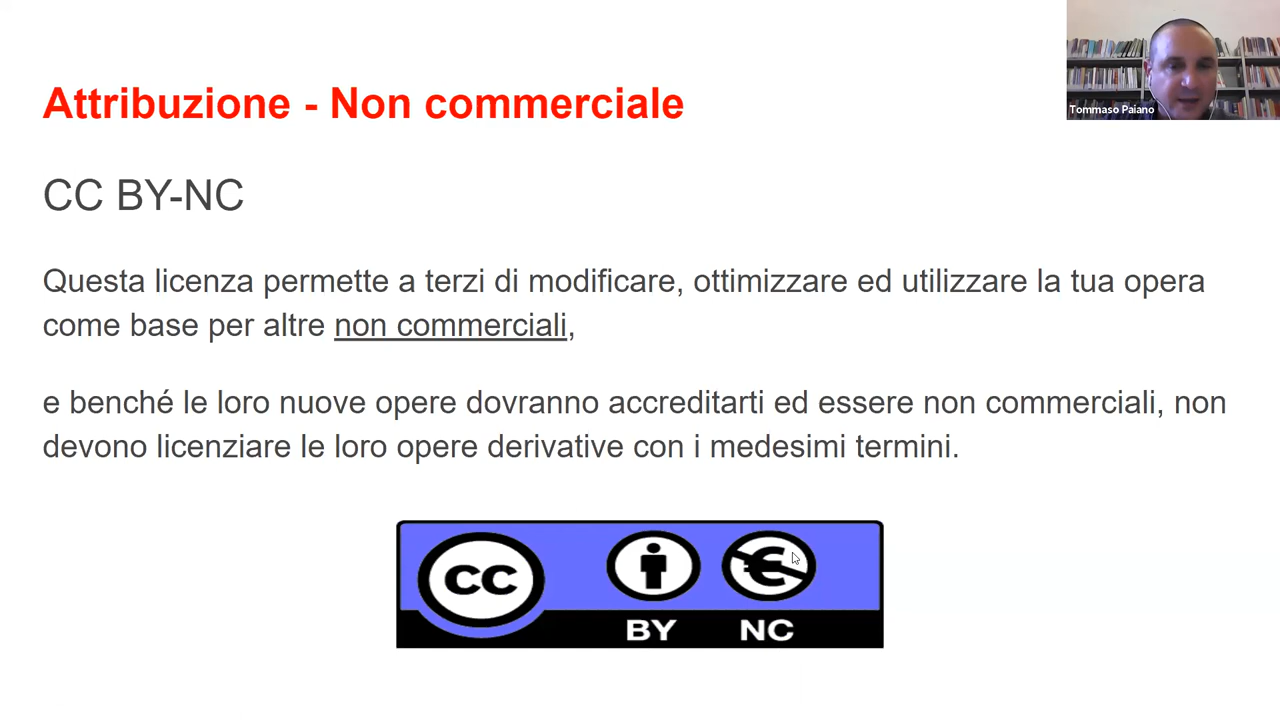 Attribuzione - Non commerciale
Tommaso Paiano
CC BY-NC
Questa licenza permette a terzi di modificare, ottimizzare ed utilizzare la tua opera
come base per altre non commerciali,
e benché le loro nuove opere dovranno accreditarti ed essere non commerciali, non
devono licenziare le loro opere derivative con i medesimi termini.
CC
BY NC